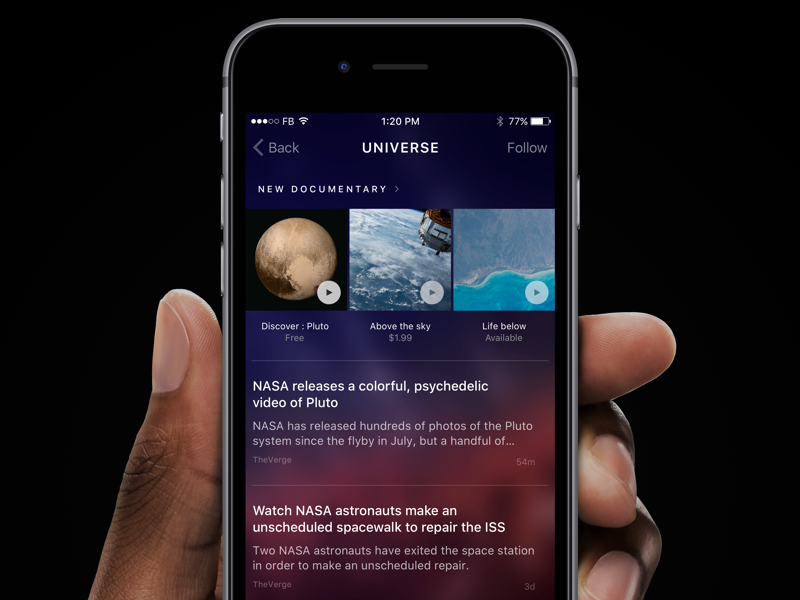 FB 1:20 PM 77%
Back UNIVERSE Follow
NEW DOCUMENTARY
Discover : Pluto Above the sky Life below
Free $1.99 Available
NASA releases a colorful, psychedelic
video of Pluto
NASA has released hundreds of photos of the Pluto
system since the flyby in July, but a handful of...
TheVerge 54m
Watch NASA astronauts make an
unscheduled spacewalk to repair the ISS
Two NASA astronauts have exited the space station
in order to make an unscheduled repair.
TheVerge 3d